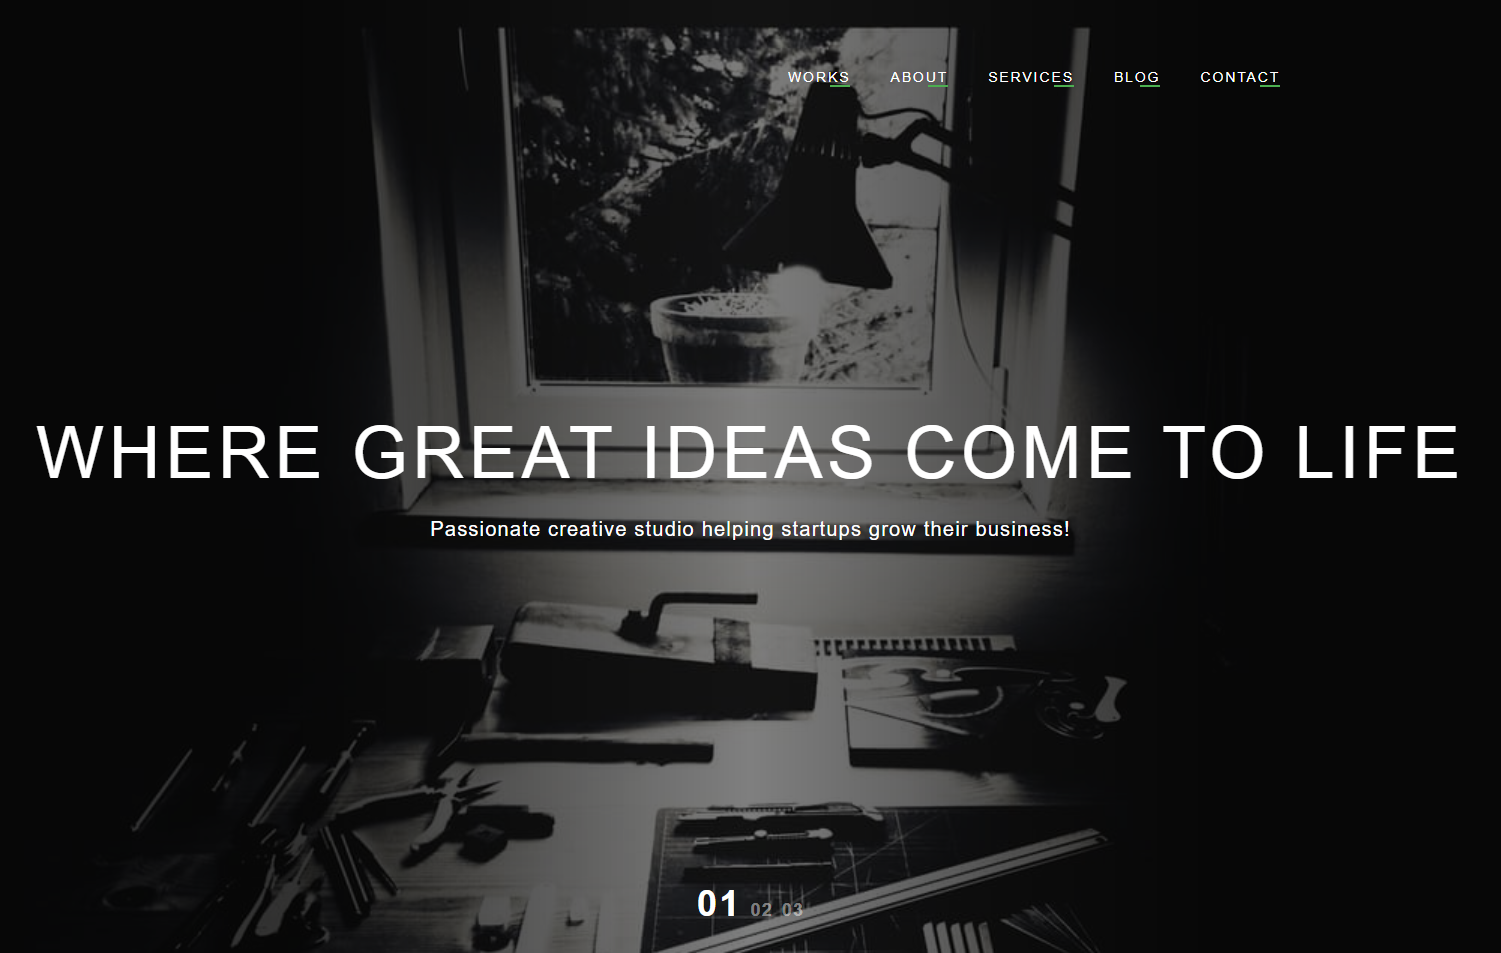 WORKS ABOUT SERVICES BLOG CONTACT
WHERE GREAT IDEAS COME TO LIFE
Passionate creative studio helping startups grow their business!
01 02 03